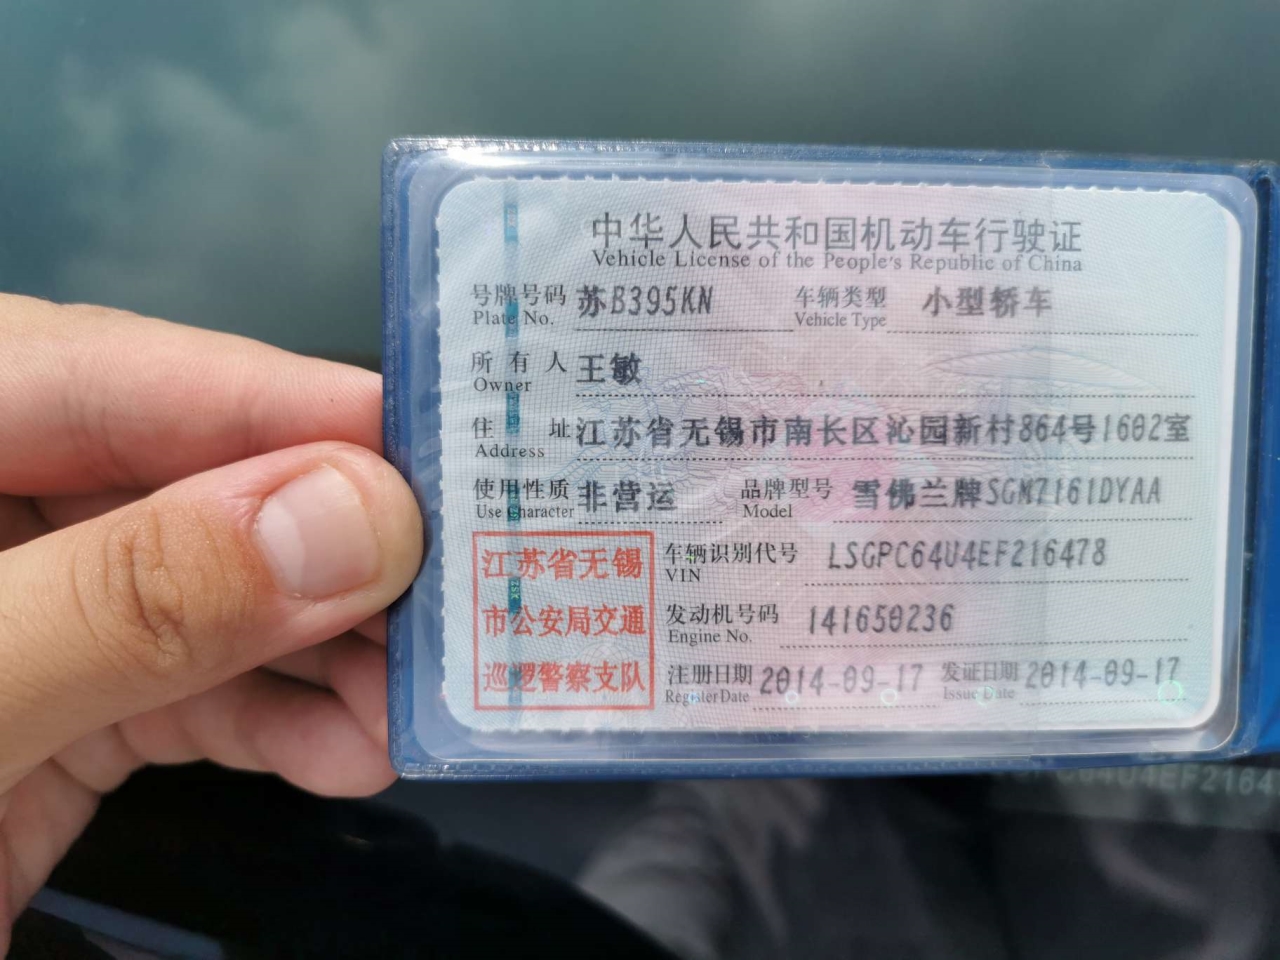 中华人民共和国机动车行驶证
Vehicle License of the People's Republic of China
号牌号码 苏B395KN 车辆类型 小型轿车
Plate No. Vehicle Type
所有人 王敏
Owner
住址 江苏省无锡市南长区沁园新村864号1602室
Address
使用性质 非营运 品牌型号 雪佛兰牌SGM7161DYAA
Use Character Model
江苏省无锡
市公安局交通
巡逻警察支队
车辆识别代号 LSGPC64U4EF216478
VIN
发动机号码 141650236
Engine No.
注册日期 2014-09-17 发证日期 2014-09-17
Register Date Issue Date